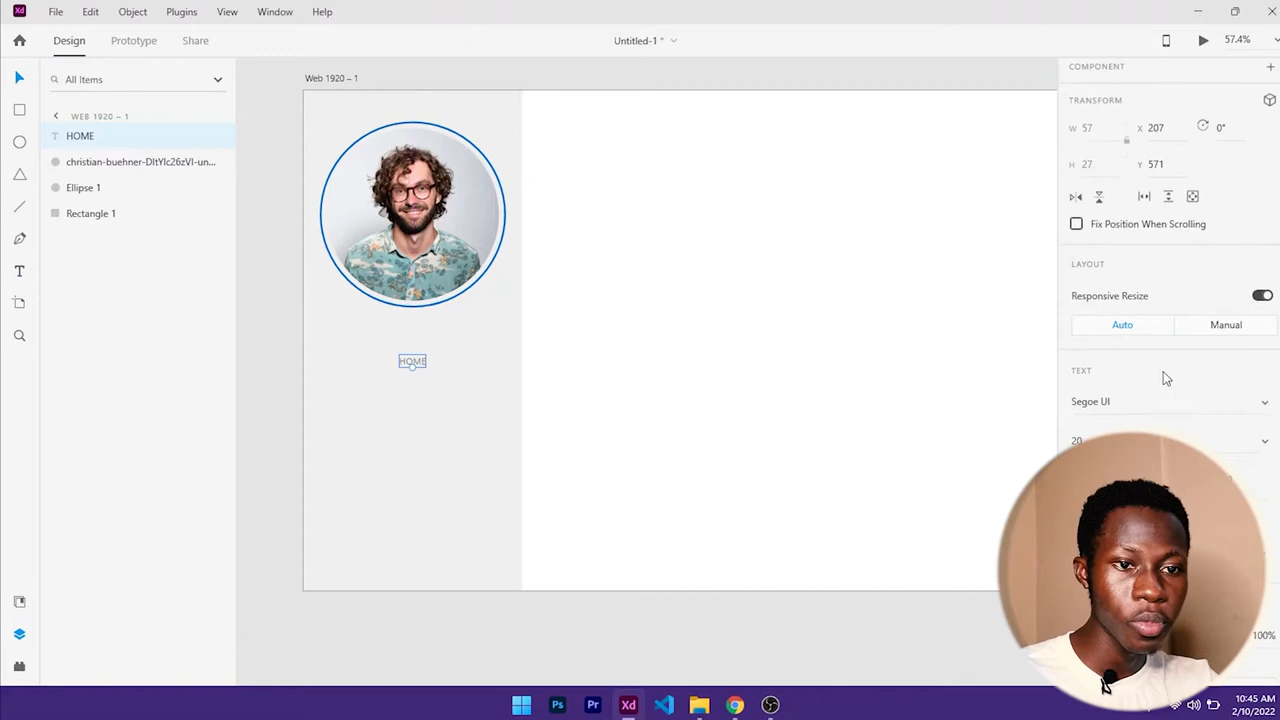 Xd File Edit Object Plugins View Window Help
Design Prototype Share Untitled-1 * 57.4%
All Items
WEB 1920 – 1
HOME
christian-buehner-DItYlc26zVI-un...
Ellipse 1
Rectangle 1
Web 1920 – 1
HOME
COMPONENT
TRANSFORM
W 57 X 207 0°
H 27 Y 571
Fix Position When Scrolling
LAYOUT
Responsive Resize
Auto Manual
TEXT
Segoe UI
20
100%
T
Ps Pr Xd
10:45 AM
2/10/2022